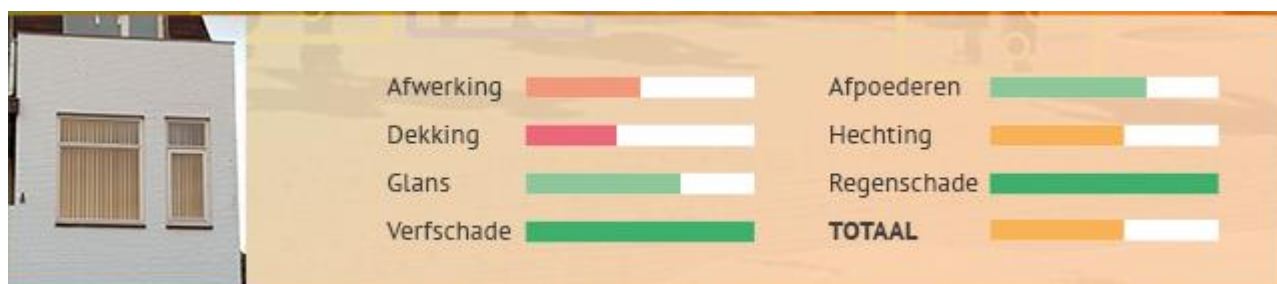 Afwerking
Dekking
Glans
Verfschade
Afpoederen
Hechting
Regenschade
TOTAAL